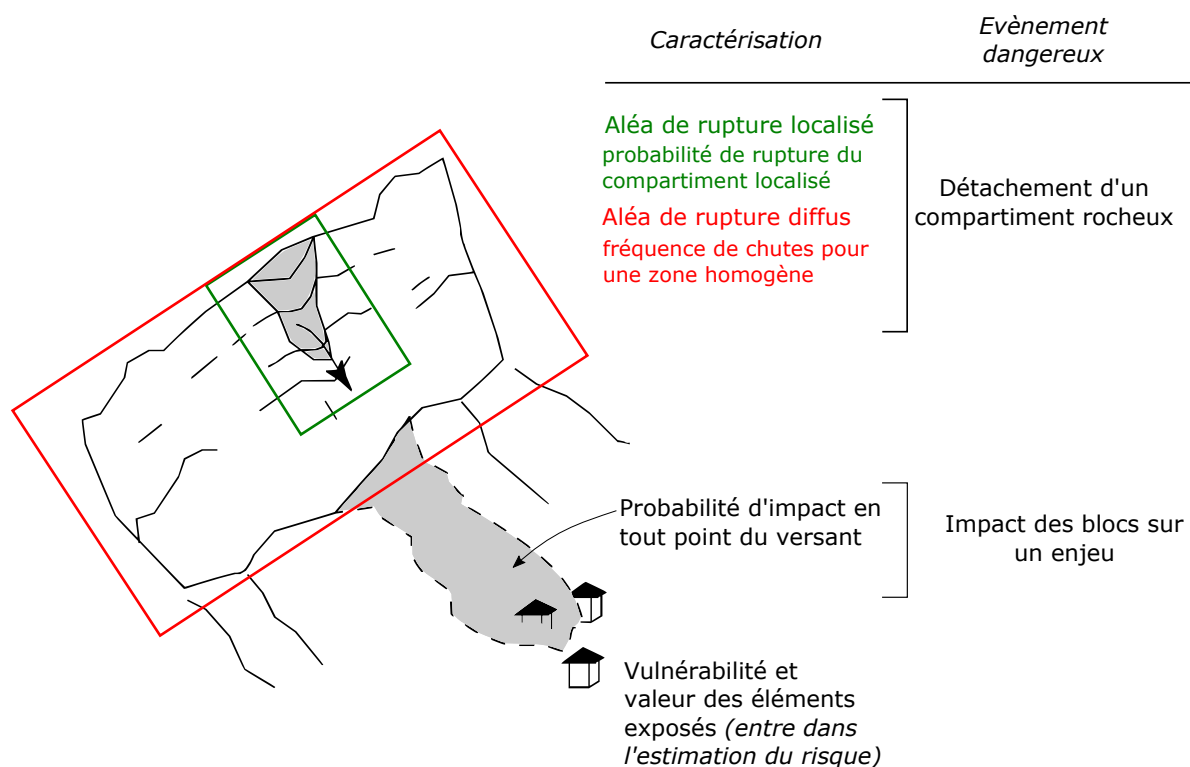 Caractérisation
Evènement
dangereux
Aléa de rupture localisé
probabilité de rupture du
compartiment localisé
Aléa de rupture diffus
fréquence de chutes pour
une zone homogène
Détachement d'un
compartiment rocheux
Probabilité d'impact en
tout point du versant
Impact des blocs sur
un enjeu
Vulnérabilité et
valeur des éléments
exposés (entre dans
l'estimation du risque)